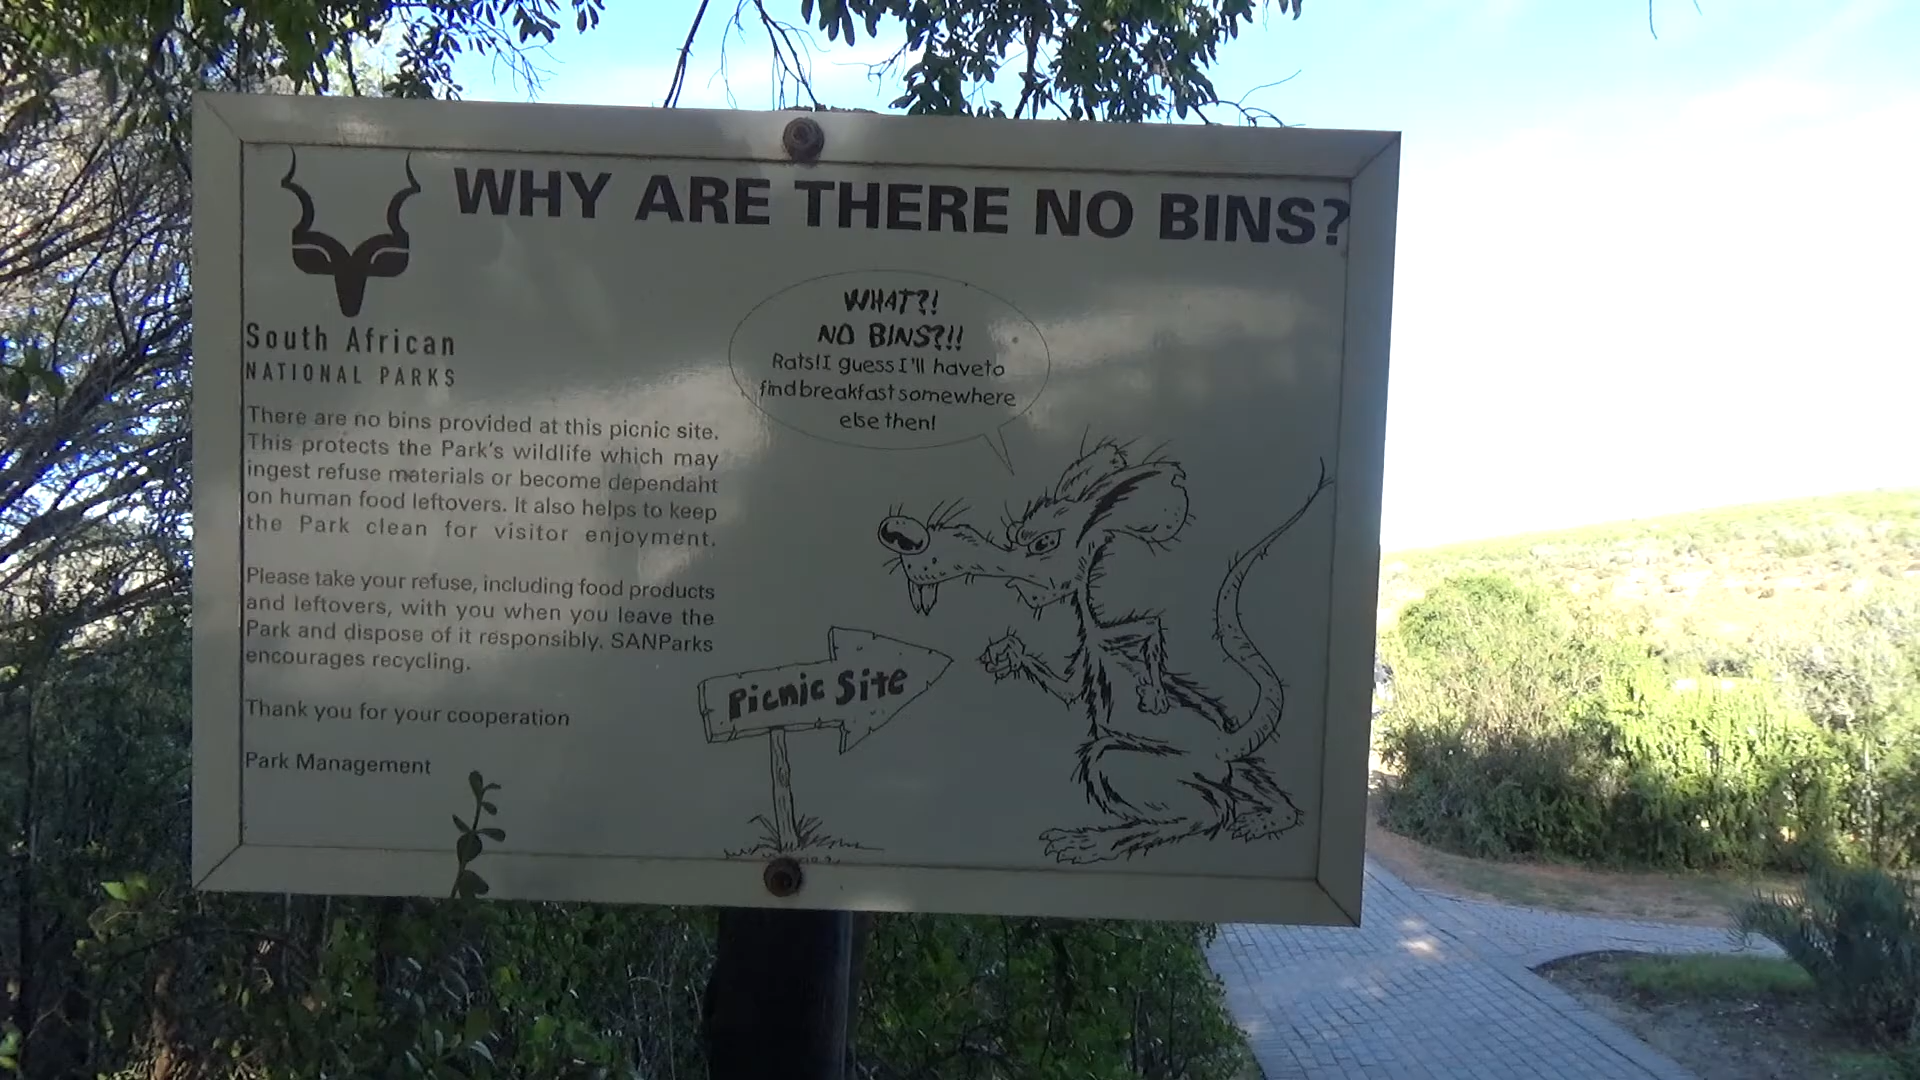 WHY ARE THERE NO BINS?
South African
NATIONAL PARKS
There are no bins provided at this picnic site.
This protects the Park's wildlife which may
ingest refuse materials or become dependant
on human food leftovers. It also helps to keep
the Park clean for visitor enjoyment.
Please take your refuse, including food products
and leftovers, with you when you leave the
Park and dispose of it responsibly. SANParks
encourages recycling.
Thank you for your cooperation
Park Management
WHAT?!
NO BINS?!!
Rats! I guess I'll have to
find breakfast somewhere
else then!
Picnic Site